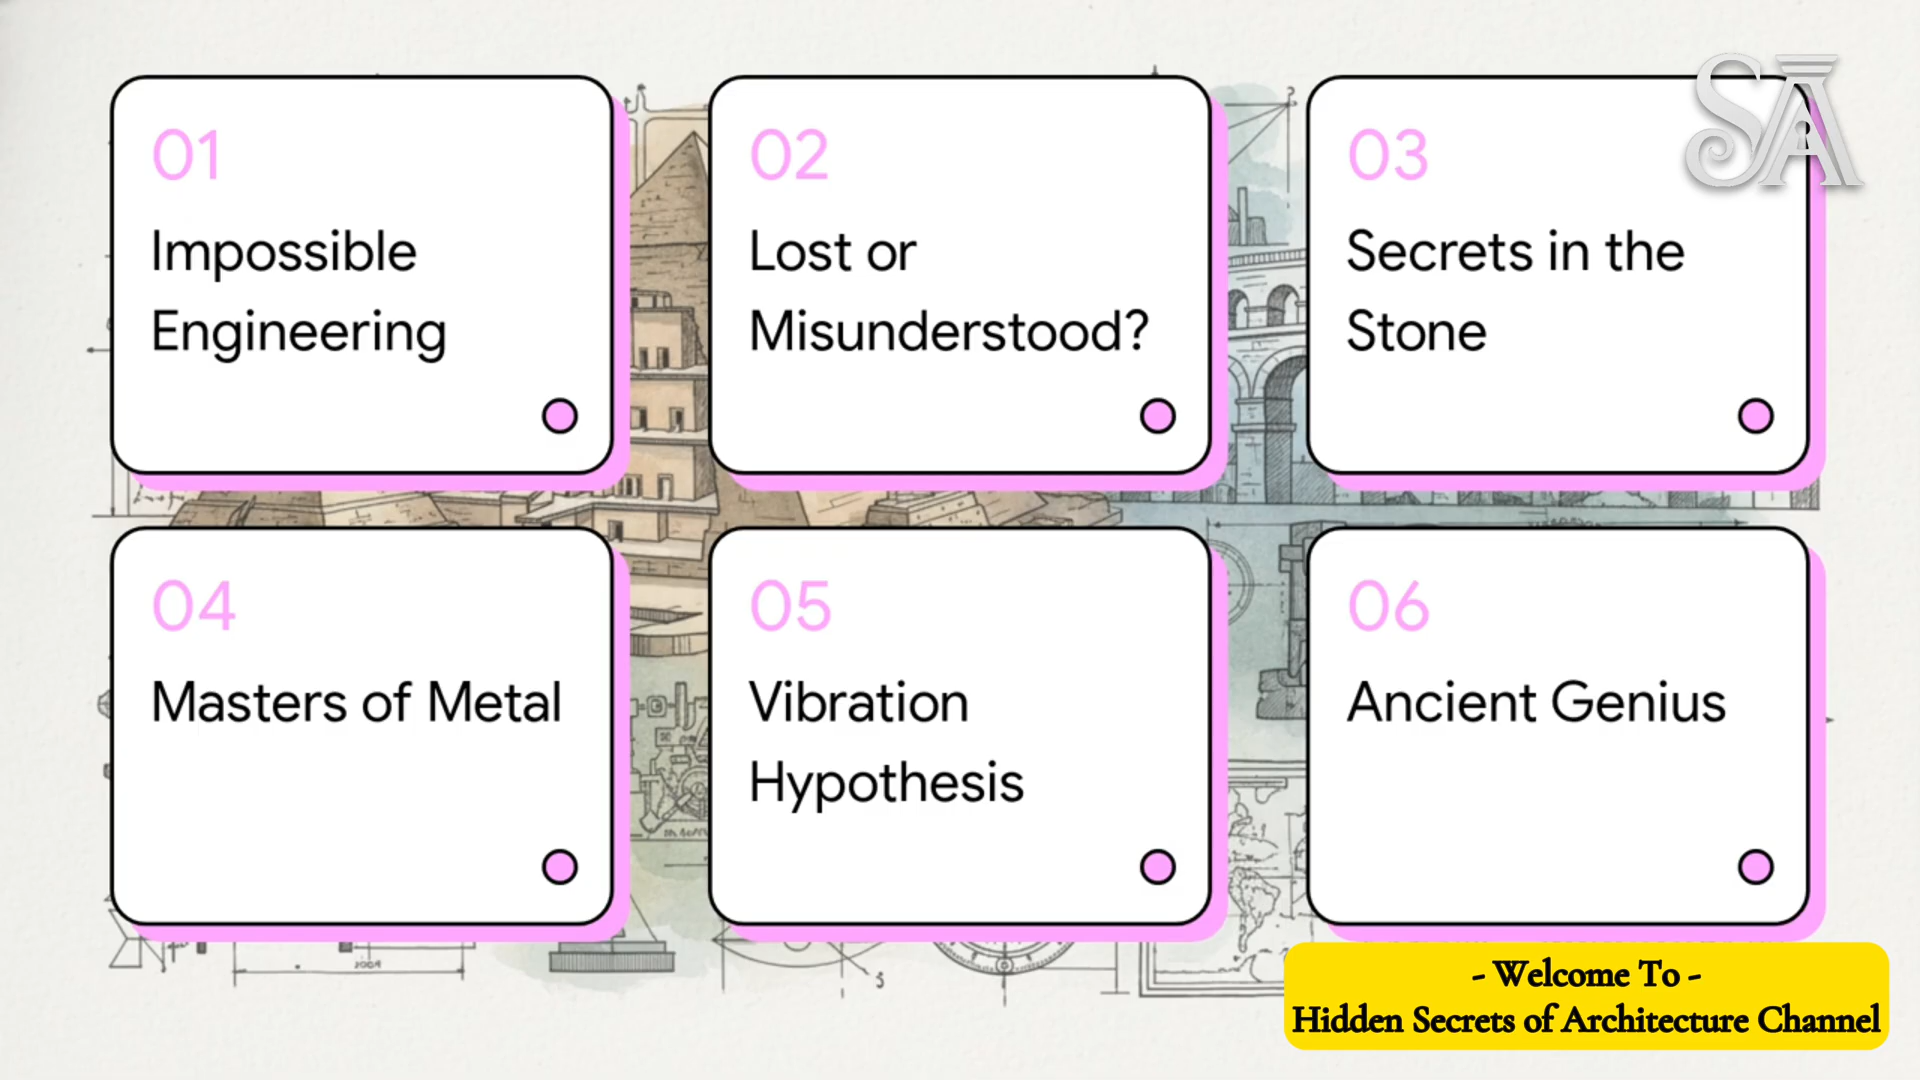 01
Impossible
Engineering
02
Lost or
Misunderstood?
03
Secrets in the
Stone
SA
04
Masters of Metal
05
Vibration
Hypothesis
06
Ancient Genius
- Welcome To -
Hidden Secrets of Architecture Channel